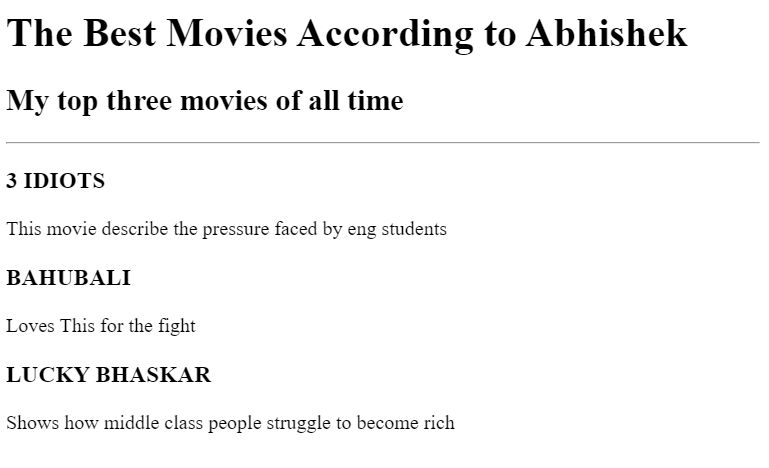 The Best Movies According to Abhishek
My top three movies of all time
3 IDIOTS
This movie describe the pressure faced by eng students
BAHUBALI
Loves This for the fight
LUCKY BHASKAR
Shows how middle class people struggle to become rich